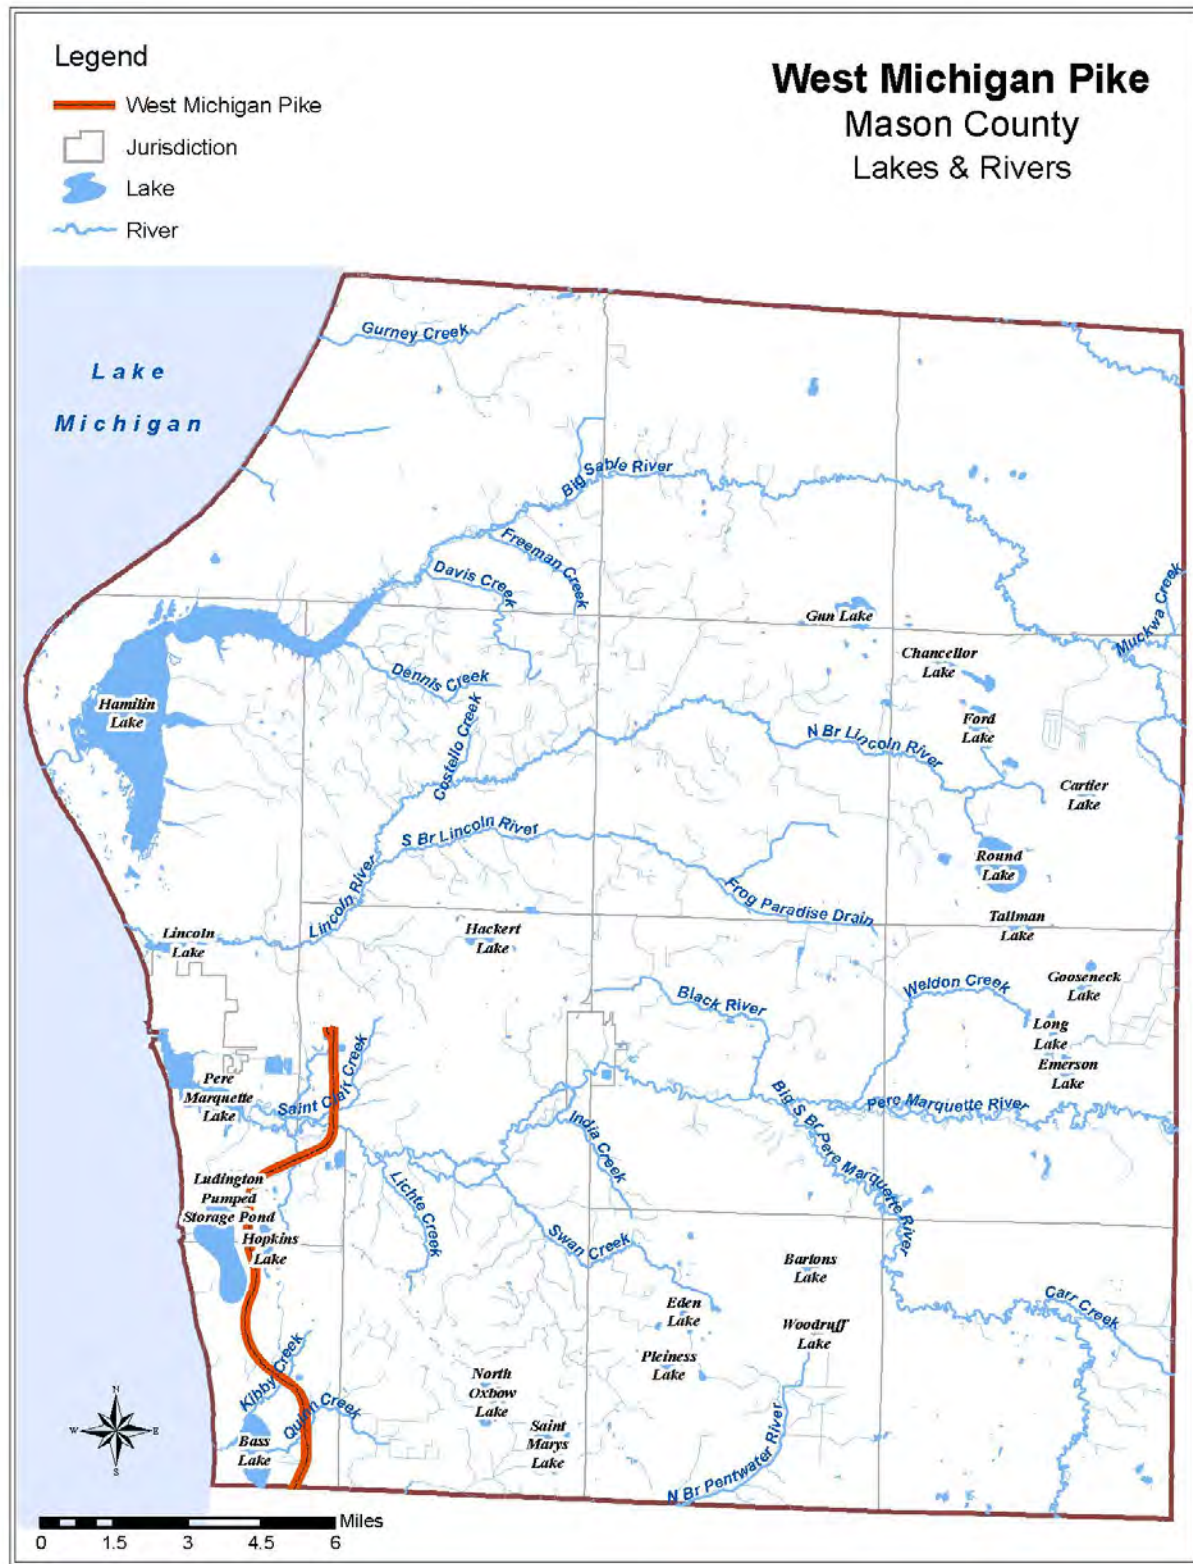 Legend
West Michigan Pike
Jurisdiction
Lake
River
West Michigan Pike
Mason County
Lakes & Rivers
Lake
Michigan
Gurney Creek
Big Sable River
Freeman Creek
Davis Creek
Muckwa Creek
Gun Lake
Chancellor
Lake
Dennis Creek
Hamilin
Lake
Costello Creek
Ford
Lake
N Br Lincoln River
Cartier
Lake
S Br Lincoln River
Round
Lake
Lincoln River
Frog Paradise Drain
Tallman
Lake
Lincoln
Lake
Hackert
Lake
Gooseneck
Lake
Weldon Creek
Black River
Long
Lake
Emerson
Lake
Pere
Marquette
Lake
Saint Clair Creek
Pere Marquette River
Big S Br Pere Marquette River
India Creek
Lichte Creek
Ludington
Pumped
Storage Pond
Hopkins
Lake
Swan Creek
Bartons
Lake
Carr Creek
Eden
Lake
Woodruff
Lake
Pleiness
Lake
Kibby Creek
North
Oxbow
Lake
Quinn Creek
Saint
Marys
Lake
Bass
Lake
N Br Pentwater River
N
W
E
S
Miles
0 1.5 3 4.5 6